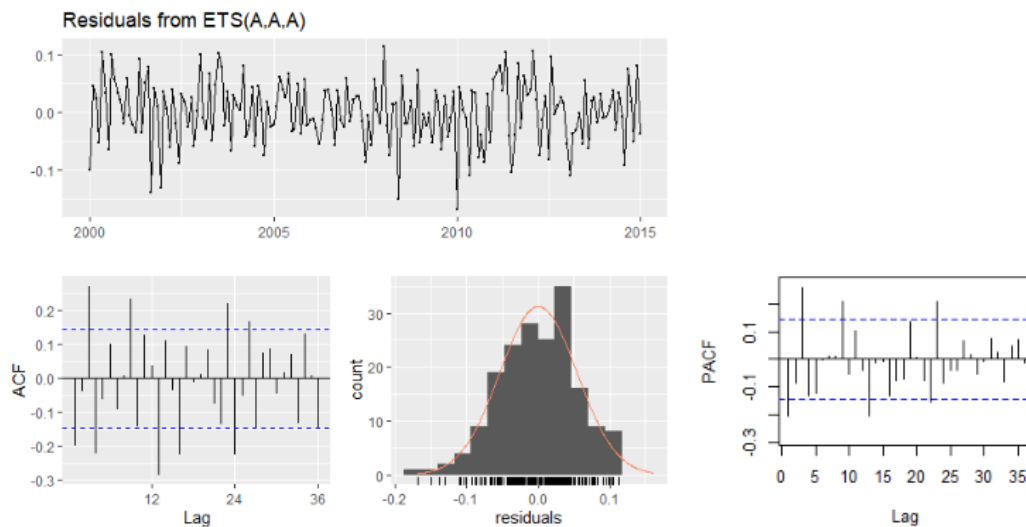 Residuals from ETS(A,A,A)
0.1
0.0
-0.1
2000 2005 2010 2015
ACF
0.2
0.1
0.0
-0.1
-0.2
-0.3
12 24 36
Lag
count
30
20
10
0
-0.2 -0.1 0.0 0.1
residuals
PACF
0.1
-0.1
-0.3
0 5 10 15 20 25 30 35
Lag